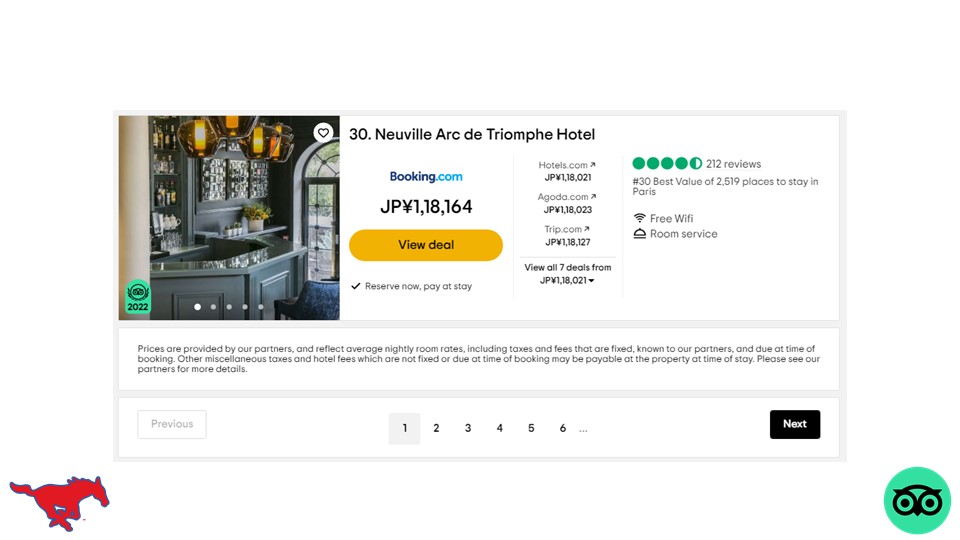 30. Neuville Arc de Triomphe Hotel
Booking.com
JP¥1,18,164
View deal
Reserve now, pay at stay
Hotels.com
JP¥1,18,021
Agoda.com
JP¥1,18,023
Trip.com
JP¥1,18,127
View all 7 deals from
JP¥1,18,021
212 reviews
#30 Best Value of 2,519 places to stay in
Paris
Free Wifi
Room service
2022
Prices are provided by our partners, and reflect average nightly room rates, including taxes and fees that are fixed, known to our partners, and due at time of
booking. Other miscellaneous taxes and hotel fees which are not fixed or due at time of booking may be payable at the property at time of stay. Please see our
partners for more details.
Previous
1 2 3 4 5 6 ...
Next